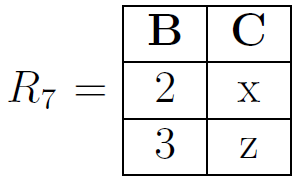 B C
R₇ = 2 x
3 z